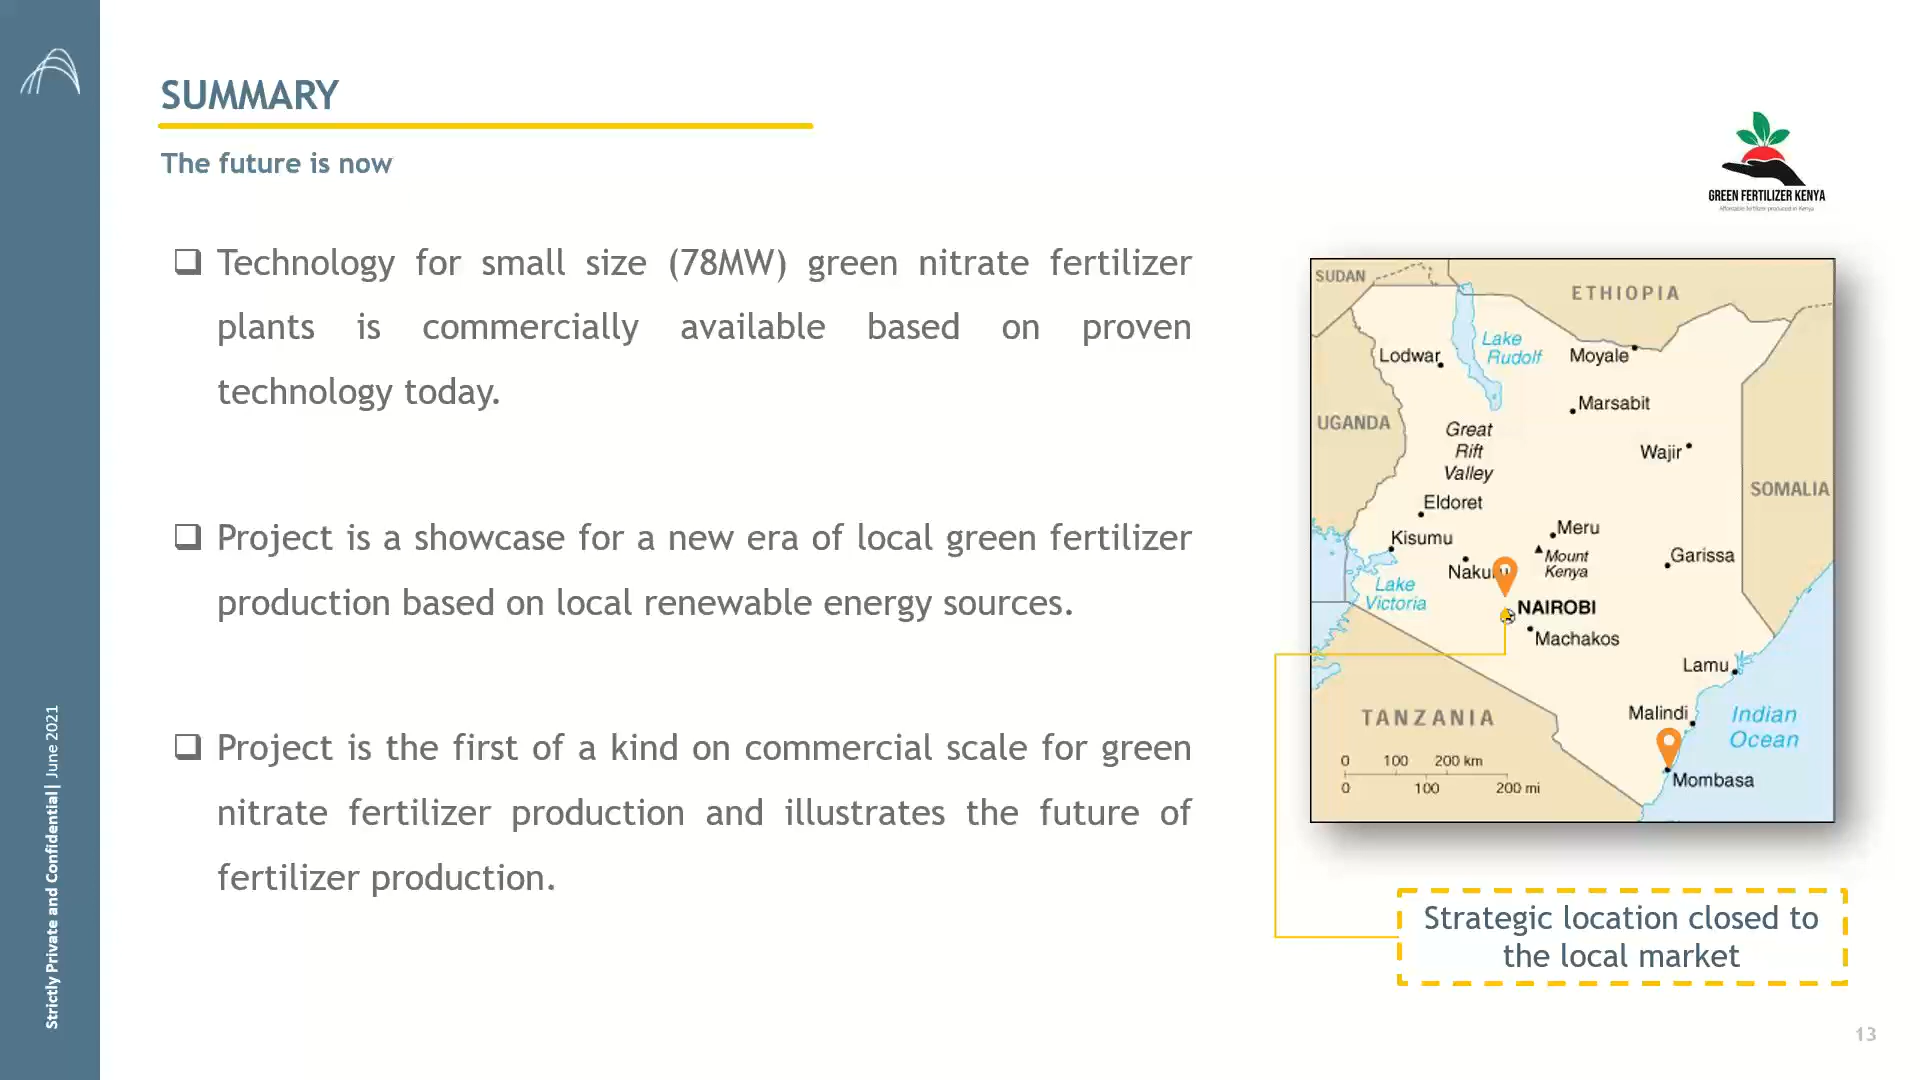 SUMMARY
The future is now
❑ Technology for small size (78MW) green nitrate fertilizer
plants is commercially available based on proven
technology today.
❑ Project is a showcase for a new era of local green fertilizer
production based on local renewable energy sources.
❑ Project is the first of a kind on commercial scale for green
nitrate fertilizer production and illustrates the future of
fertilizer production.
GREEN FERTILIZER KENYA
Affordable fertilizer produced in Kenya
SUDAN
ETHIOPIA
Lake
Rudolf
Lodwar
Moyale
Marsabit
UGANDA
Great
Rift
Valley
Wajir
SOMALIA
Eldoret
Meru
Kisumu
Mount
Kenya
Garissa
Nakuru
Lake
Victoria
NAIROBI
Machakos
Lamu
TANZANIA
Malindi
Indian
Ocean
0 100 200 km
0 100 200 mi
Mombasa
Strategic location closed to
the local market
Strictly Private and Confidential| June 2021
13